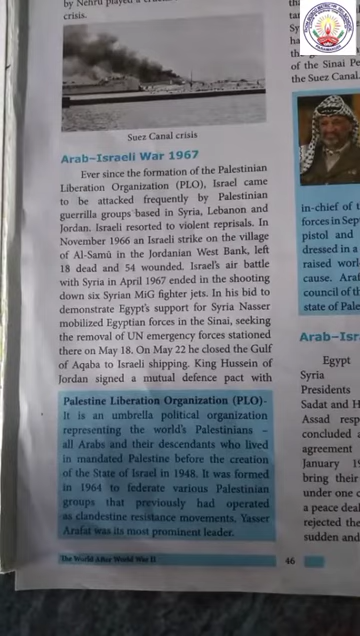 by Nehru played a
crisis.
Suez Canal crisis
Arab–Israeli War 1967
Ever since the formation of the Palestinian
Liberation Organization (PLO), Israel came
to be attacked frequently by Palestinian
guerrilla groups based in Syria, Lebanon and
Jordan. Israeli resorted to violent reprisals. In
November 1966 an Israeli strike on the village
of Al-Samū in the Jordanian West Bank, left
18 dead and 54 wounded. Israel's air battle
with Syria in April 1967 ended in the shooting
down six Syrian MiG fighter jets. In his bid to
demonstrate Egypt's support for Syria Nasser
mobilized Egyptian forces in the Sinai, seeking
the removal of UN emergency forces stationed
there on May 18. On May 22 he closed the Gulf
of Aqaba to Israeli shipping. King Hussein of
Jordan signed a mutual defence pact with
Palestine Liberation Organization (PLO)-
It is an umbrella political organization
representing the world's Palestinians –
all Arabs and their descendants who lived
in mandated Palestine before the creation
of the State of Israel in 1948. It was formed
in 1964 to federate various Palestinian
groups that previously had operated
as clandestine resistance movements. Yasser
Arafat was its most prominent leader.
The World After World War II
46
of the Sinai Pe
the Suez Canal.
in-chief of t
forces in Sep
pistol and
dressed in a
raised worl
cause. Araf
council of th
state of Pale
Arab–Isr
Egypt
Syria
Presidents
Sadat and H
Assad resp
concluded a
agreement
January 19
bring their
under one c
a peace deal
rejected the
sudden and